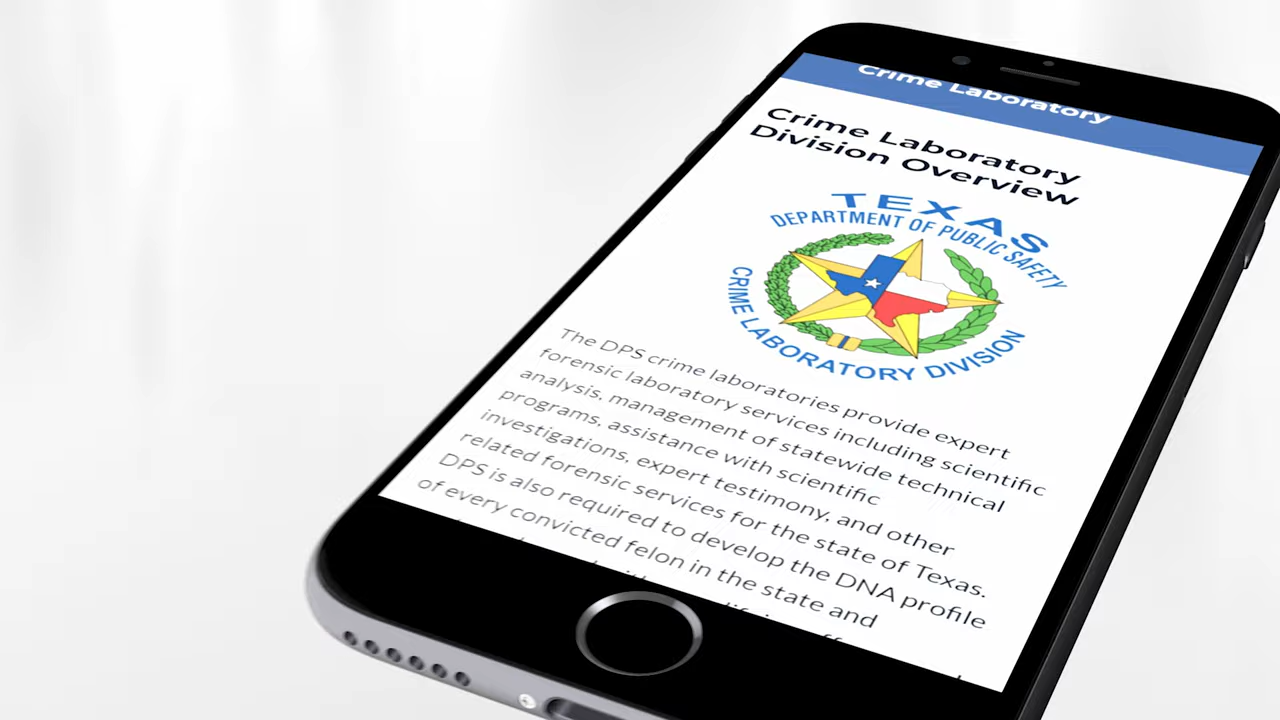 Crime Laboratory
Crime Laboratory
Division Overview
TEXAS
DEPARTMENT OF PUBLIC SAFETY
CRIME LABORATORY DIVISION
The DPS crime laboratories provide expert
forensic laboratory services including scientific
analysis, management of statewide technical
programs, assistance with scientific
investigations, expert testimony, and other
related forensic services for the state of Texas.
DPS is also required to develop the DNA profile
of every convicted felon in the state and